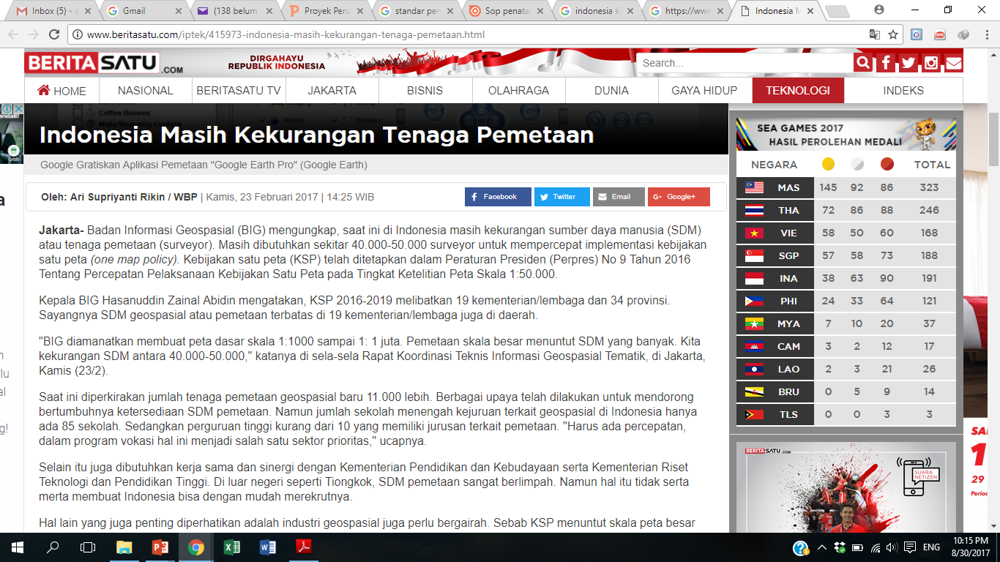 Inbox (5) - a
Gmail
(138 belum
Proyek Peru
standar per
Sop penata
indonesia k
https://www
Indonesia M
www.beritasatu.com/iptek/415973-indonesia-masih-kekurangan-tenaga-pemetaan.html
BERITA SATU .COM
DIRGAHAYU
REPUBLIK INDONESIA
Search...
HOME
NASIONAL
BERITASATU TV
JAKARTA
BISNIS
OLAHRAGA
DUNIA
GAYA HIDUP
TEKNOLOGI
INDEKS
Coffee Houses
Indonesia Masih Kekurangan Tenaga Pemetaan
Google Gratiskan Aplikasi Pemetaan "Google Earth Pro" (Google Earth)
Oleh: Ari Supriyanti Rikin / WBP | Kamis, 23 Februari 2017 | 14:25 WIB
Facebook
Twitter
Email
Google+
Jakarta- Badan Informasi Geospasial (BIG) mengungkap, saat ini di Indonesia masih kekurangan sumber daya manusia (SDM)
atau tenaga pemetaan (surveyor). Masih dibutuhkan sekitar 40.000-50.000 surveyor untuk mempercepat implementasi kebijakan
satu peta (one map policy). Kebijakan satu peta (KSP) telah ditetapkan dalam Peraturan Presiden (Perpres) No 9 Tahun 2016
Tentang Percepatan Pelaksanaan Kebijakan Satu Peta pada Tingkat Ketelitian Peta Skala 1:50.000.
Kepala BIG Hasanuddin Zainal Abidin mengatakan, KSP 2016-2019 melibatkan 19 kementerian/lembaga dan 34 provinsi.
Sayangnya SDM geospasial atau pemetaan terbatas di 19 kementerian/lembaga juga di daerah.
"BIG diamanatkan membuat peta dasar skala 1:1000 sampai 1: 1 juta. Pemetaan skala besar menuntut SDM yang banyak. Kita
kekurangan SDM antara 40.000-50.000," katanya di sela-sela Rapat Koordinasi Teknis Informasi Geospasial Tematik, di Jakarta,
Kamis (23/2).
Saat ini diperkirakan jumlah tenaga pemetaan geospasial baru 11.000 lebih. Berbagai upaya telah dilakukan untuk mendorong
bertumbuhnya ketersediaan SDM pemetaan. Namun jumlah sekolah menengah kejuruan terkait geospasial di Indonesia hanya
ada 85 sekolah. Sedangkan perguruan tinggi kurang dari 10 yang memiliki jurusan terkait pemetaan. "Harus ada percepatan,
dalam program vokasi hal ini menjadi salah satu sektor prioritas," ucapnya.
Selain itu juga dibutuhkan kerja sama dan sinergi dengan Kementerian Pendidikan dan Kebudayaan serta Kementerian Riset
Teknologi dan Pendidikan Tinggi. Di luar negeri seperti Tiongkok, SDM pemetaan sangat berlimpah. Namun hal itu tidak serta
merta membuat Indonesia bisa dengan mudah merekrutnya.
Hal lain yang juga penting diperhatikan adalah industri geospasial juga perlu bergairah. Sebab KSP menuntut skala peta besar
SEA GAMES 2017
HASIL PEROLEHAN MEDALI
NEGARA TOTAL
MAS 145 92 86 323
THA 72 86 88 246
VIE 58 50 60 168
SGP 57 58 73 188
INA 38 63 90 191
PHI 24 33 64 121
MYA 7 10 20 37
CAM 3 2 12 17
LAO 2 3 21 26
BRU 0 5 9 14
TLS 0 0 3 3
BERITASATU.COM
SUARA
NETIZEN
SA
1
29
Period
Grab
ENG
10:15 PM
8/30/2017